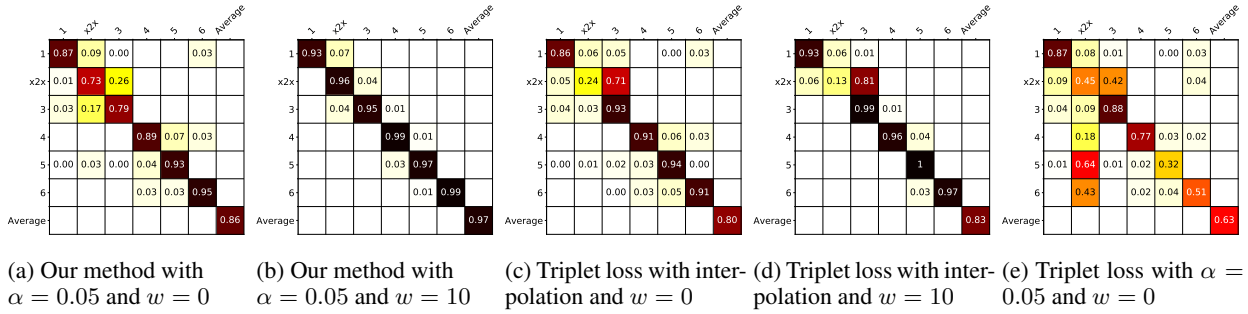 1 x2x 3 4 5 6 Average
1 0.87 0.09 0.00 0.03
x2x 0.01 0.73 0.26
3 0.03 0.17 0.79
4 0.89 0.07 0.03
5 0.00 0.03 0.00 0.04 0.93
6 0.03 0.03 0.95
Average 0.86
(a) Our method with
α = 0.05 and w = 0
1 x2x 3 4 5 6 Average
1 0.93 0.07
x2x 0.96 0.04
3 0.04 0.95 0.01
4 0.99 0.01
5 0.03 0.97
6 0.01 0.99
Average 0.97
(b) Our method with
α = 0.05 and w = 10
1 x2x 3 4 5 6 Average
1 0.86 0.06 0.05 0.00 0.03
x2x 0.05 0.24 0.71
3 0.04 0.03 0.93
4 0.91 0.06 0.03
5 0.00 0.01 0.02 0.03 0.94 0.00
6 0.00 0.03 0.05 0.91
Average 0.80
(c) Triplet loss with inter-
polation and w = 0
1 x2x 3 4 5 6 Average
1 0.93 0.06 0.01
x2x 0.06 0.13 0.81
3 0.99 0.01
4 0.96 0.04
5 1
6 0.03 0.97
Average 0.83
(d) Triplet loss with inter-
polation and w = 10
1 x2x 3 4 5 6 Average
1 0.87 0.08 0.01 0.00 0.03
x2x 0.09 0.45 0.42 0.04
3 0.04 0.09 0.88
4 0.18 0.77 0.03 0.02
5 0.01 0.64 0.01 0.02 0.32
6 0.43 0.02 0.04 0.51
Average 0.63
(e) Triplet loss with α =
0.05 and w = 0